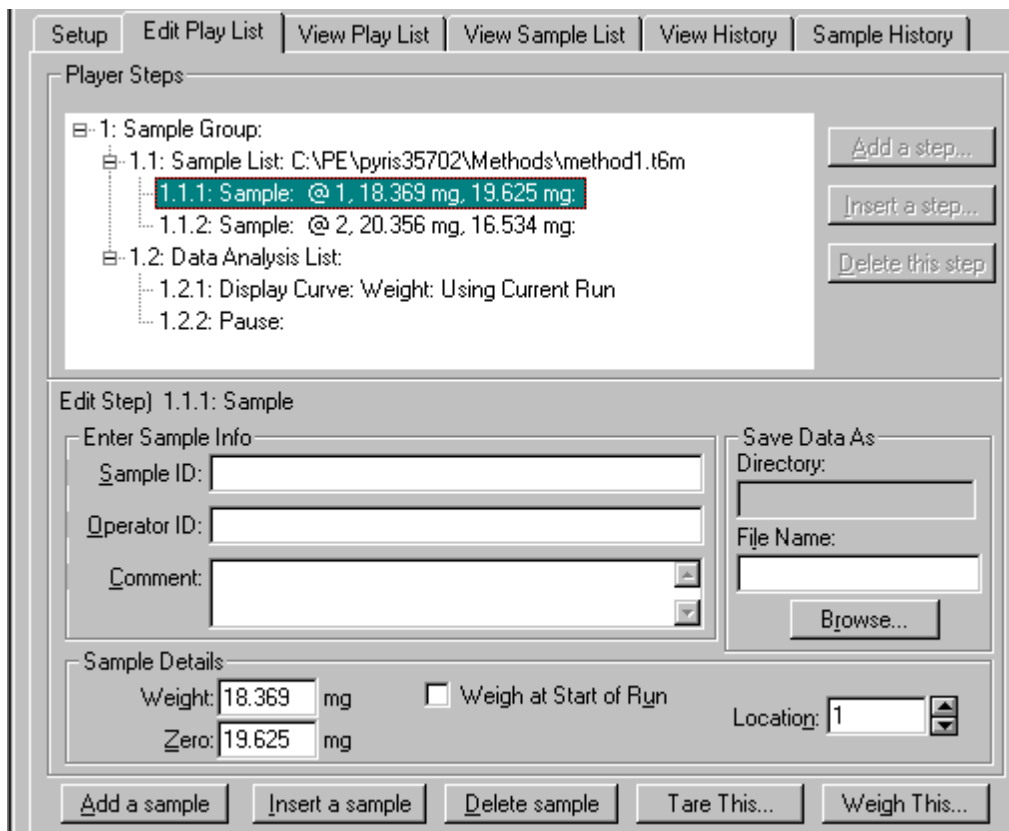 Setup Edit Play List View Play List View Sample List View History Sample History
Player Steps
1: Sample Group:
1.1: Sample List: C:\PE\pyris35702\Methods\method1.t6m
1.1.1: Sample: @ 1, 18.369 mg, 19.625 mg:
1.1.2: Sample: @ 2, 20.356 mg, 16.534 mg:
1.2: Data Analysis List:
1.2.1: Display Curve: Weight: Using Current Run
1.2.2: Pause:
Add a step...
Insert a step...
Delete this step
Edit Step) 1.1.1: Sample
Enter Sample Info
Sample ID:
Operator ID:
Comment:
Save Data As
Directory:
File Name:
Browse...
Sample Details
Weight: 18.369 mg
Zero: 19.625 mg
Weigh at Start of Run
Location: 1
Add a sample Insert a sample Delete sample Tare This... Weigh This...